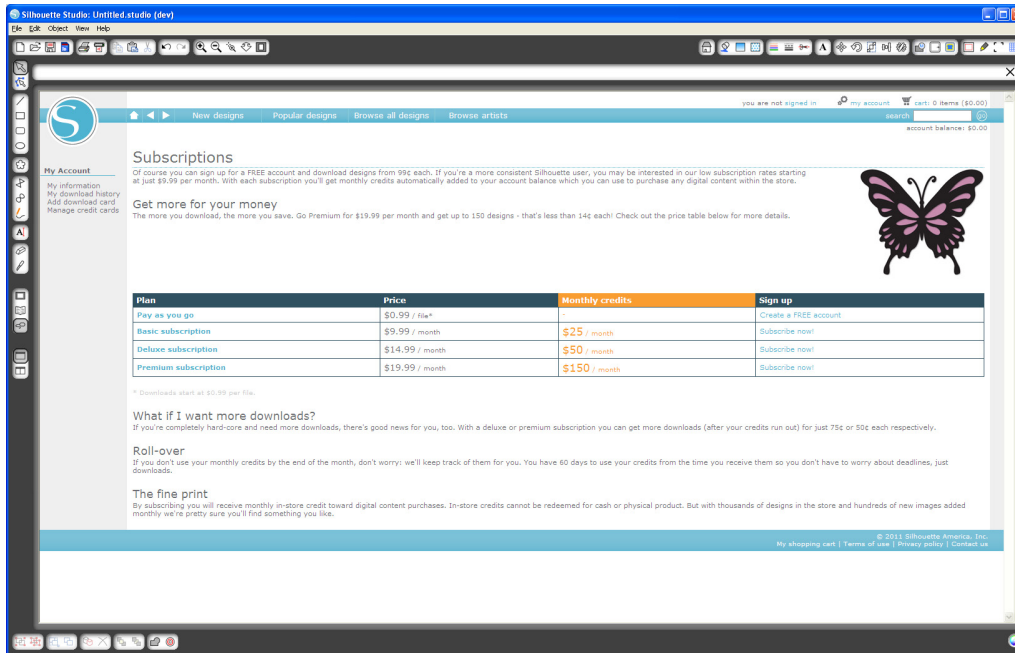 Silhouette Studio: Untitled.studio (dev)
File Edit Object View Help
you are not signed in my account cart: 0 items ($0.00)
New designs Popular designs Browse all designs Browse artists search go
account balance: $0.00
My Account
My information
My download history
Add download card
Manage credit cards
Subscriptions
Of course you can sign up for a FREE account and download designs from 99¢ each. If you're a more consistent Silhouette user, you may be interested in our low subscription rates starting
at just $9.99 per month. With each subscription you'll get monthly credits automatically added to your account balance which you can use to purchase any digital content within the store.
Get more for your money
The more you download, the more you save. Go Premium for $19.99 per month and get up to 150 designs - that's less than 14¢ each! Check out the price table below for more details.
Plan Price Monthly credits Sign up
Pay as you go $0.99 / file* - Create a FREE account
Basic subscription $9.99 / month $25 / month Subscribe now!
Deluxe subscription $14.99 / month $50 / month Subscribe now!
Premium subscription $19.99 / month $150 / month Subscribe now!
* Downloads start at $0.99 per file.
What if I want more downloads?
If you're completely hard-core and need more downloads, there's good news for you, too. With a deluxe or premium subscription you can get more downloads (after your credits run out) for just 75¢ or 50¢ each respectively.
Roll-over
If you don't use your monthly credits by the end of the month, don't worry: we'll keep track of them for you. You have 60 days to use your credits from the time you receive them so you don't have to worry about deadlines, just
downloads.
The fine print
By subscribing you will receive monthly in-store credit toward digital content purchases. In-store credits cannot be redeemed for cash or physical product. But with thousands of designs in the store and hundreds of new images added
monthly we're pretty sure you'll find something you like.
© 2011 Silhouette America, Inc.
My shopping cart | Terms of use | Privacy policy | Contact us